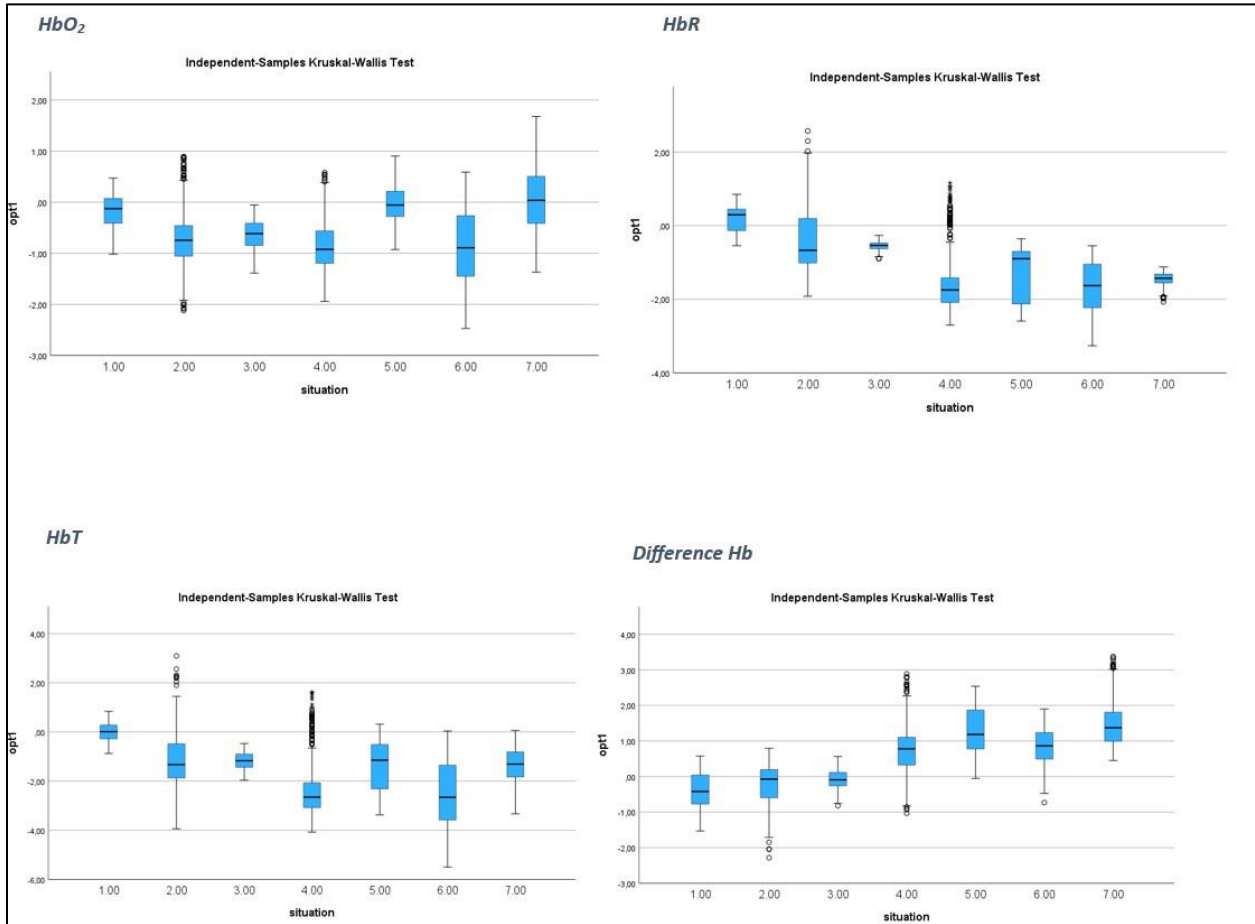 HbO₂
Independent-Samples Kruskal-Wallis Test
2,00
1,00
,00
-1,00
-2,00
-3,00
opt1
1.00 2.00 3.00 4.00 5.00 6.00 7.00
situation
HbR
Independent-Samples Kruskal-Wallis Test
2,00
,00
-2,00
-4,00
opt1
1.00 2.00 3.00 4.00 5.00 6.00 7.00
situation
HbT
Independent-Samples Kruskal-Wallis Test
4,00
2,00
,00
-2,00
-4,00
-6,00
opt1
1.00 2.00 3.00 4.00 5.00 6.00 7.00
situation
Difference Hb
Independent-Samples Kruskal-Wallis Test
4,00
3,00
2,00
1,00
,00
-1,00
-2,00
-3,00
opt1
1.00 2.00 3.00 4.00 5.00 6.00 7.00
situation